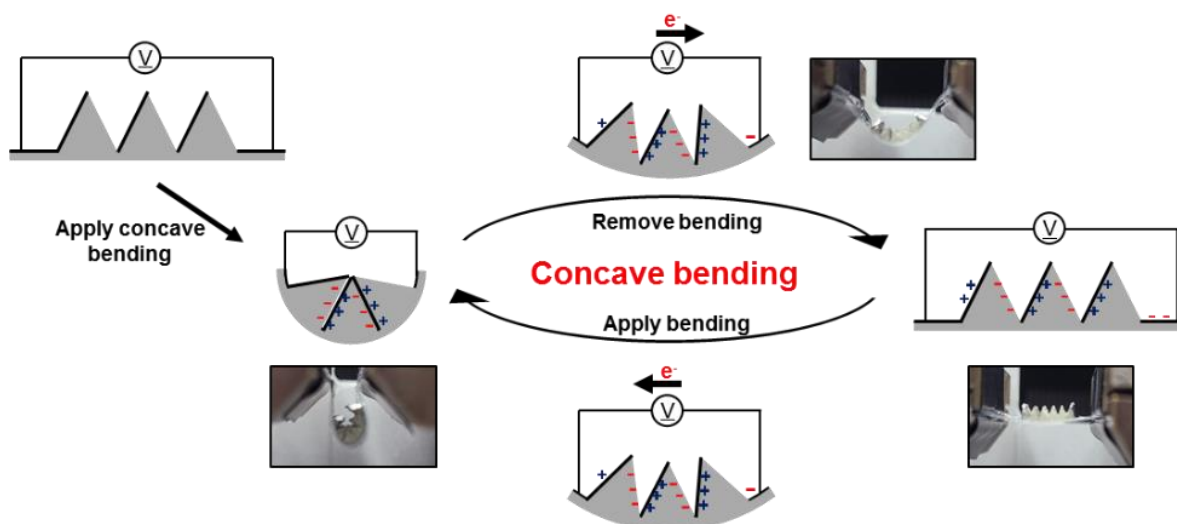 e-
V
V
Apply concave
bending
Remove bending
V
V
Concave bending
Apply bending
e-
V